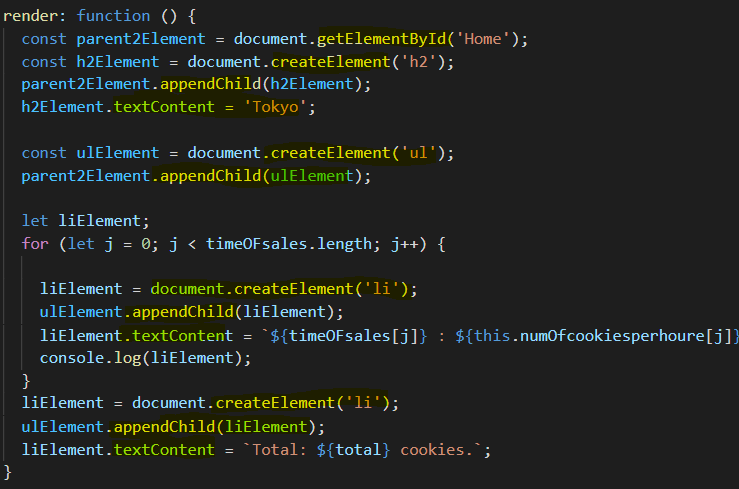 render: function () {
const parent2Element = document.getElementById('Home');
const h2Element = document.createElement('h2');
parent2Element.appendChild(h2Element);
h2Element.textContent = 'Tokyo';
const ulElement = document.createElement('ul');
parent2Element.appendChild(ulElement);
let liElement;
for (let j = 0; j < timeOFsales.length; j++) {
liElement = document.createElement('li');
ulElement.appendChild(liElement);
liElement.textContent = `${timeOFsales[j]} : ${this.numOfcookiesperhoure[j]}
console.log(liElement);
}
liElement = document.createElement('li');
ulElement.appendChild(liElement);
liElement.textContent = `Total: ${total} cookies.`;
}